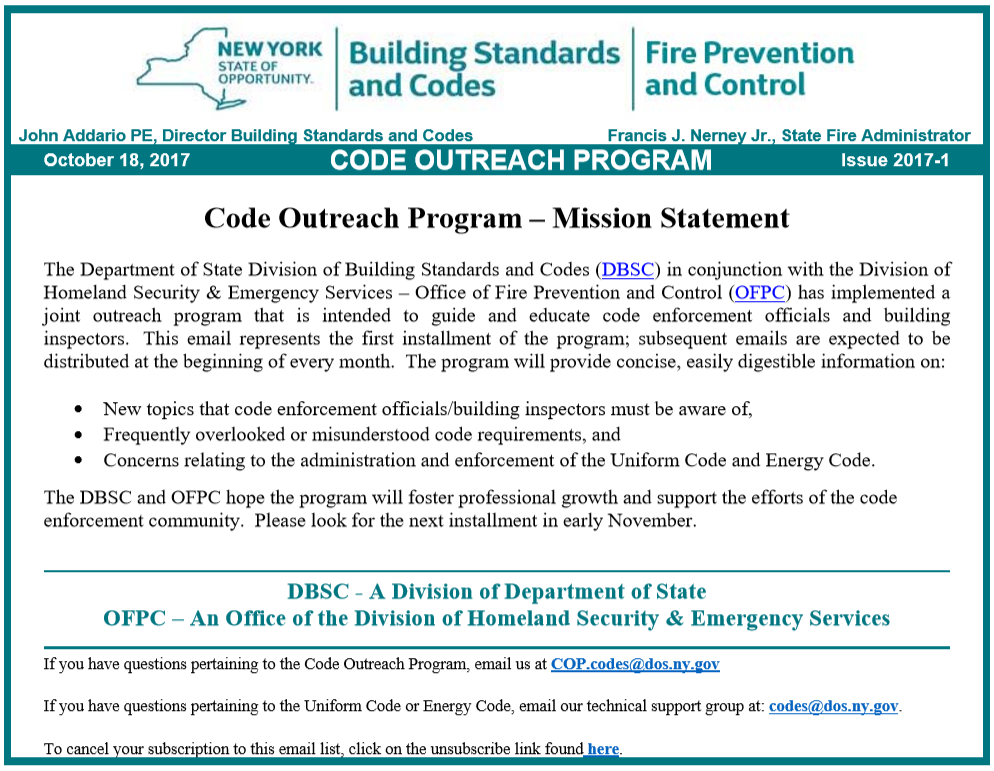 NEW YORK
STATE OF
OPPORTUNITY.
Building Standards
and Codes
Fire Prevention
and Control
John Addario PE, Director Building Standards and Codes
Francis J. Nerney Jr., State Fire Administrator
October 18, 2017
CODE OUTREACH PROGRAM
Issue 2017-1
Code Outreach Program – Mission Statement
The Department of State Division of Building Standards and Codes (DBSC) in conjunction with the Division of
Homeland Security & Emergency Services – Office of Fire Prevention and Control (OFPC) has implemented a
joint outreach program that is intended to guide and educate code enforcement officials and building
inspectors. This email represents the first installment of the program; subsequent emails are expected to be
distributed at the beginning of every month. The program will provide concise, easily digestible information on:
• New topics that code enforcement officials/building inspectors must be aware of,
• Frequently overlooked or misunderstood code requirements, and
• Concerns relating to the administration and enforcement of the Uniform Code and Energy Code.
The DBSC and OFPC hope the program will foster professional growth and support the efforts of the code
enforcement community. Please look for the next installment in early November.
DBSC - A Division of Department of State
OFPC – An Office of the Division of Homeland Security & Emergency Services
If you have questions pertaining to the Code Outreach Program, email us at COP.codes@dos.ny.gov
If you have questions pertaining to the Uniform Code or Energy Code, email our technical support group at: codes@dos.ny.gov.
To cancel your subscription to this email list, click on the unsubscribe link found here.